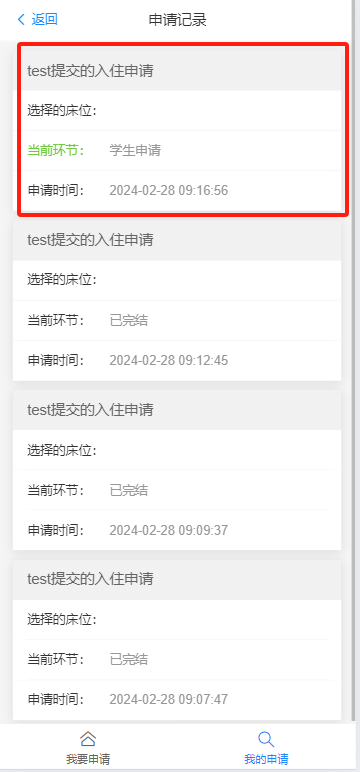 返回
申请记录
test提交的入住申请
选择的床位：
当前环节： 学生申请
申请时间： 2024-02-28 09:16:56
test提交的入住申请
选择的床位：
当前环节： 已完结
申请时间： 2024-02-28 09:12:45
test提交的入住申请
选择的床位：
当前环节： 已完结
申请时间： 2024-02-28 09:09:37
test提交的入住申请
选择的床位：
当前环节： 已完结
申请时间： 2024-02-28 09:07:47
我要申请
我的申请